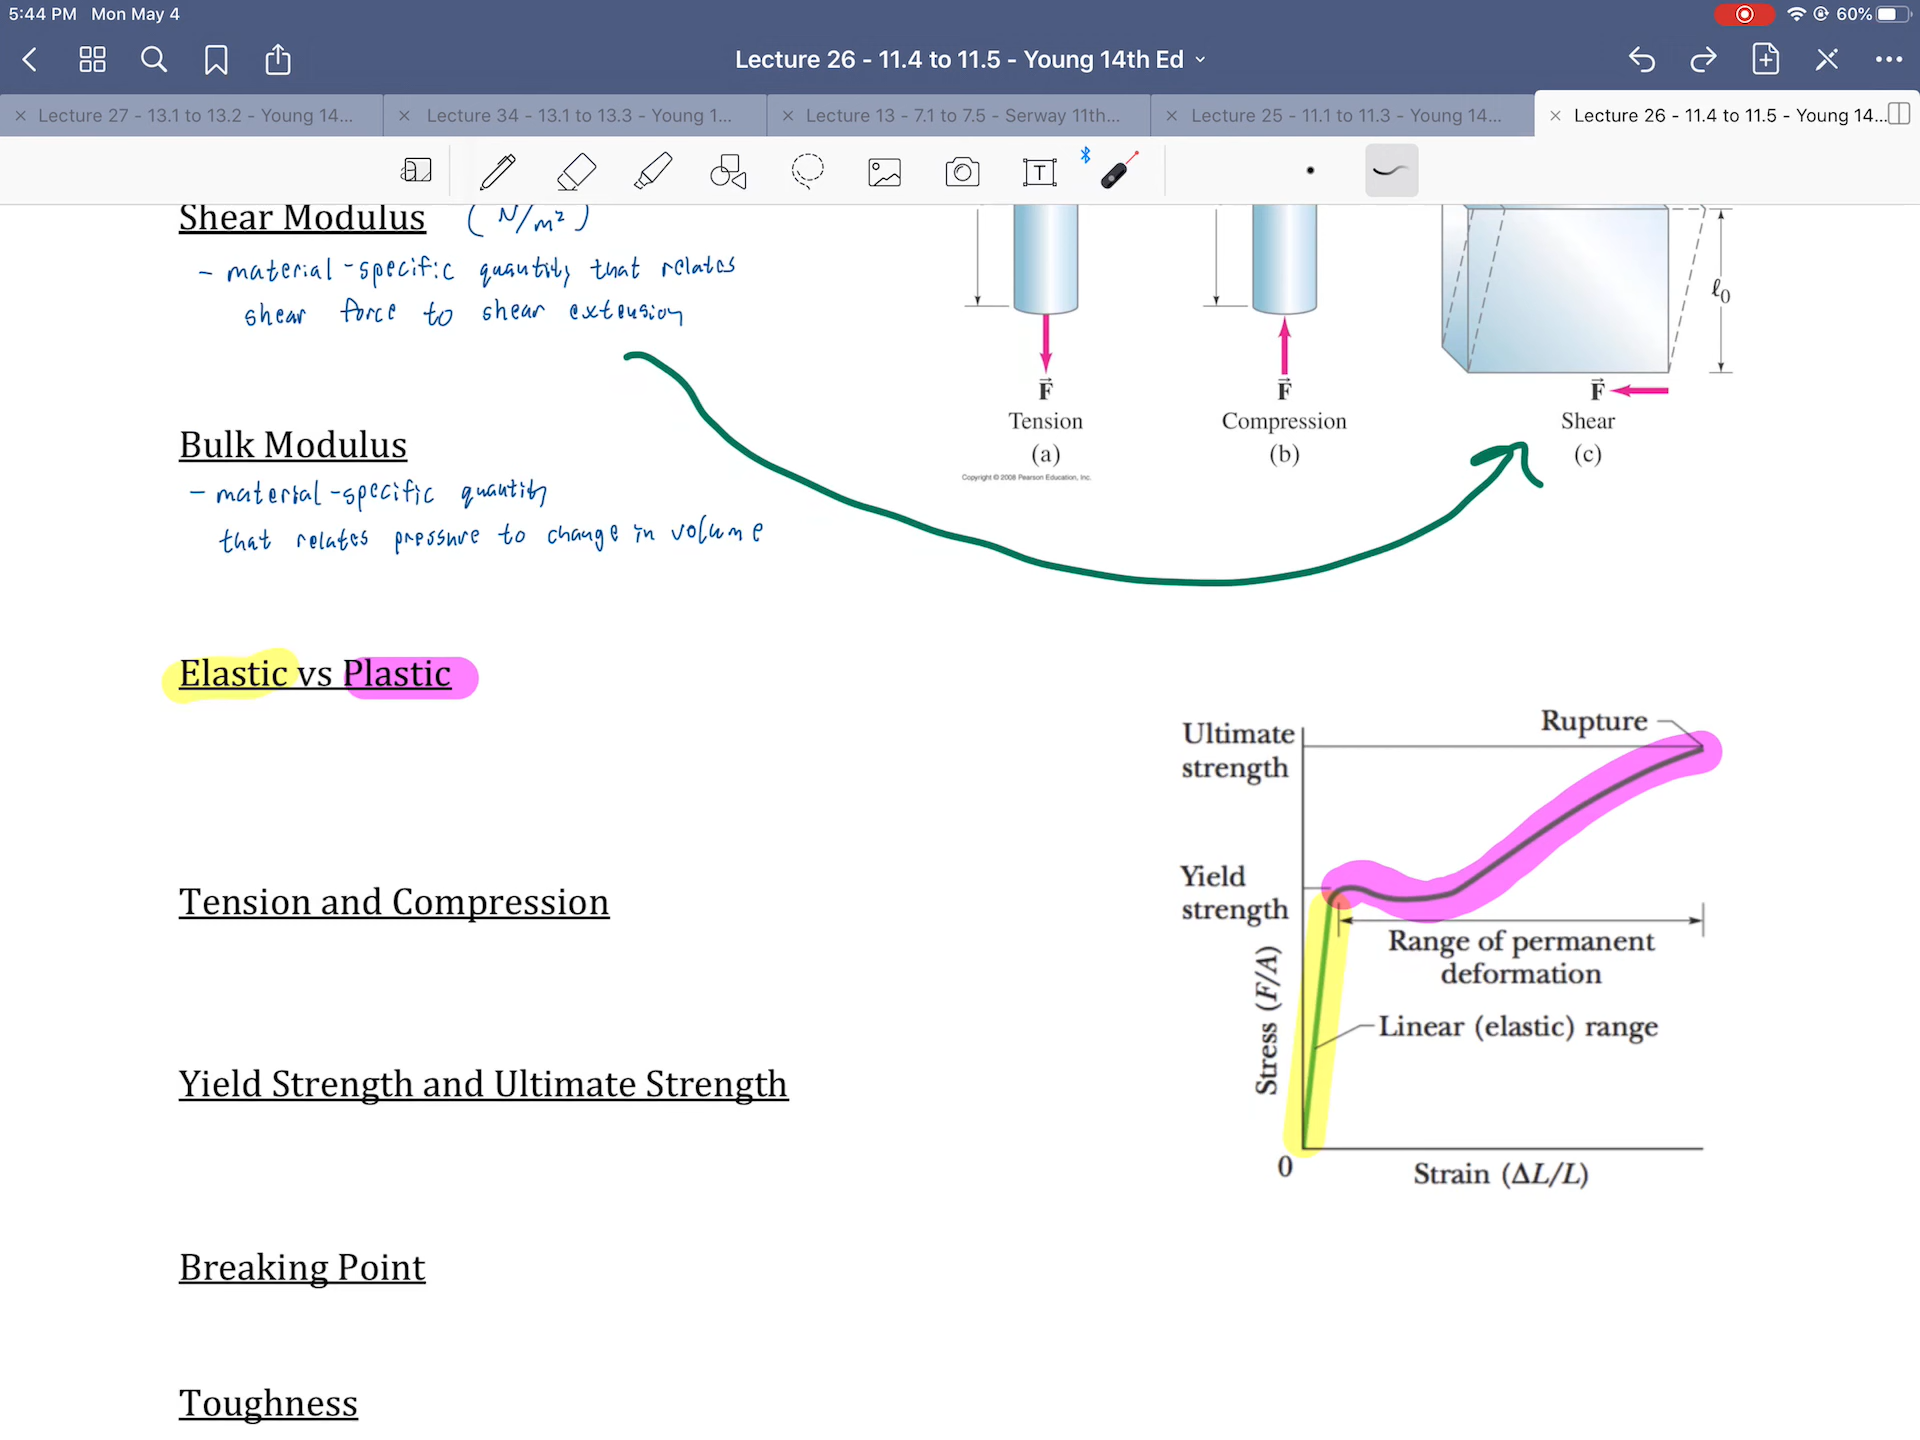 5:44 PM Mon May 4
60%
Lecture 26 - 11.4 to 11.5 - Young 14th Ed
Lecture 27 - 13.1 to 13.2 - Young 14...
Lecture 34 - 13.1 to 13.3 - Young 1...
Lecture 13 - 7.1 to 7.5 - Serway 11th...
Lecture 25 - 11.1 to 11.3 - Young 14...
Lecture 26 - 11.4 to 11.5 - Young 14...
T
Shear Modulus (N/m²)
- material-specific quantity that relates
shear force to shear extension
ℓ0
F
Tension
(a)
F
Compression
(b)
F
Shear
(c)
Copyright © 2008 Pearson Education, Inc.
Bulk Modulus
- material-specific quantity
that relates pressure to change in volume
Elastic vs Plastic
Ultimate
strength
Rupture
Yield
strength
Range of permanent
deformation
Linear (elastic) range
Stress (F/A)
0
Strain (ΔL/L)
Tension and Compression
Yield Strength and Ultimate Strength
Breaking Point
Toughness